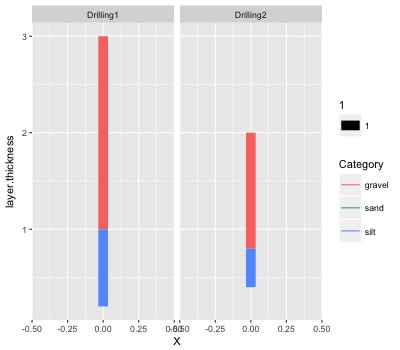 Drilling1 Drilling2
3
2
1
layer.thickness
-0.50 -0.25 0.00 0.25 0.50 -0.50 -0.25 0.00 0.25 0.50
X
1
1
Category
gravel
sand
silt